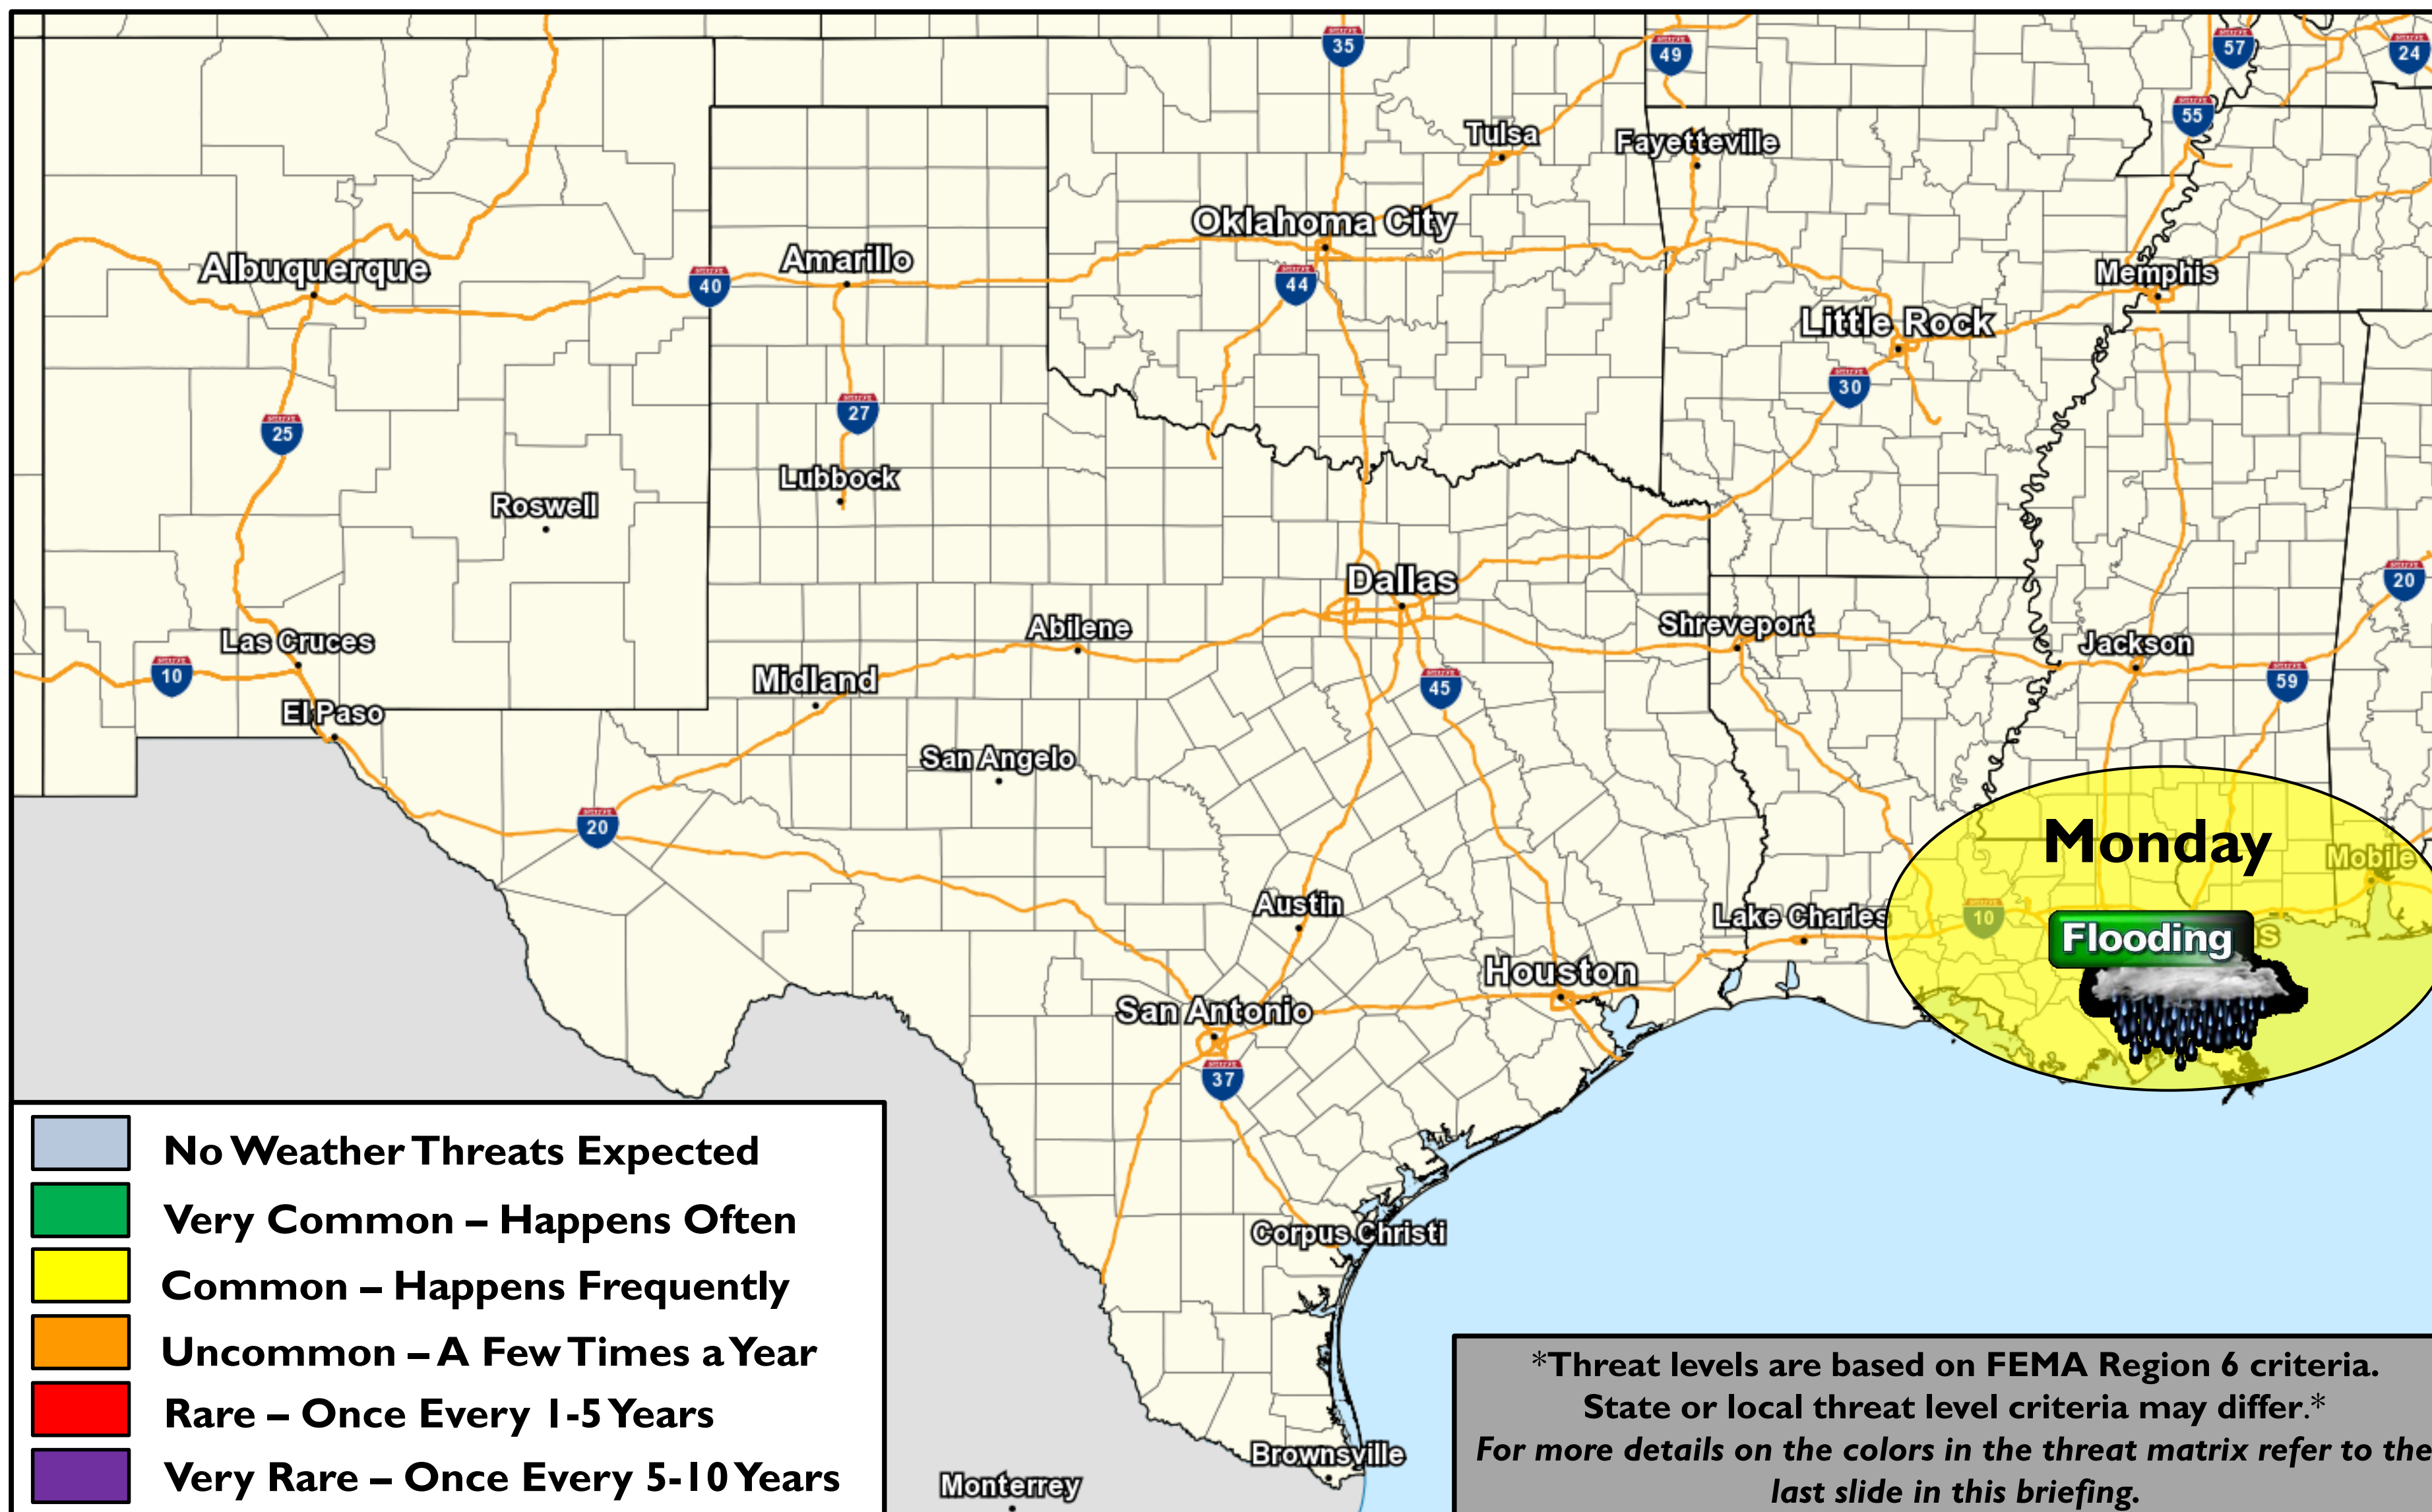 35
49
57
24
55
Tulsa
Fayetteville
Oklahoma City
Albuquerque
Amarillo
40
44
Memphis
Little Rock
30
25
27
Lubbock
Roswell
Dallas
20
Las Cruces
Abilene
Shreveport
Jackson
10
Midland
45
59
El Paso
San Angelo
20
Monday
Mobile
Austin
Lake Charles
10
Flooding
Houston
San Antonio
37
Corpus Christi
Brownsville
Monterrey
No Weather Threats Expected
Very Common – Happens Often
Common – Happens Frequently
Uncommon – A Few Times a Year
Rare – Once Every 1-5 Years
Very Rare – Once Every 5-10 Years
*Threat levels are based on FEMA Region 6 criteria.
State or local threat level criteria may differ.*
For more details on the colors in the threat matrix refer to the
last slide in this briefing.